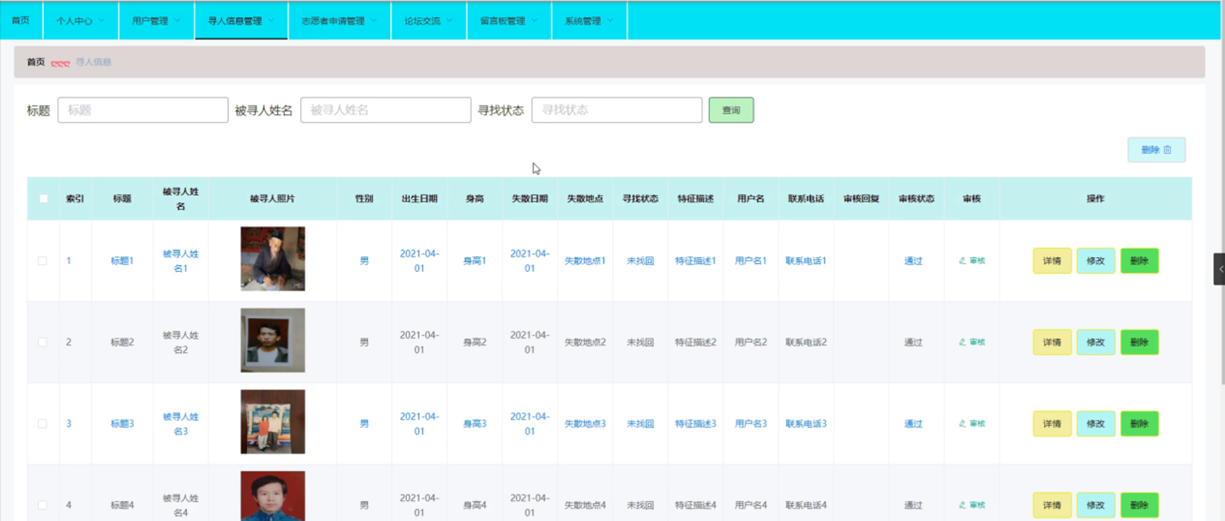 首页 个人中心 用户管理 寻人信息管理 志愿者申请管理 论坛交流 留言板管理 系统管理
首页 寻人信息
标题 标题 被寻人姓名 被寻人姓名 寻找状态 寻找状态 查询
删除
索引 标题 被寻人姓名 被寻人照片 性别 出生日期 身高 失散日期 失散地点 寻找状态 特征描述 用户名 联系电话 审核回复 审核状态 审核 操作
1 标题1 被寻人姓名1 男 2021-04-01 身高1 2021-04-01 失散地点1 未找回 特征描述1 用户名1 联系电话1 通过 审核 详情 修改 删除
2 标题2 被寻人姓名2 男 2021-04-01 身高2 2021-04-01 失散地点2 未找回 特征描述2 用户名2 联系电话2 通过 审核 详情 修改 删除
3 标题3 被寻人姓名3 男 2021-04-01 身高3 2021-04-01 失散地点3 未找回 特征描述3 用户名3 联系电话3 通过 审核 详情 修改 删除
4 标题4 被寻人姓名4 男 2021-04-01 身高4 2021-04-01 失散地点4 未找回 特征描述4 用户名4 联系电话4 通过 审核 详情 修改 删除